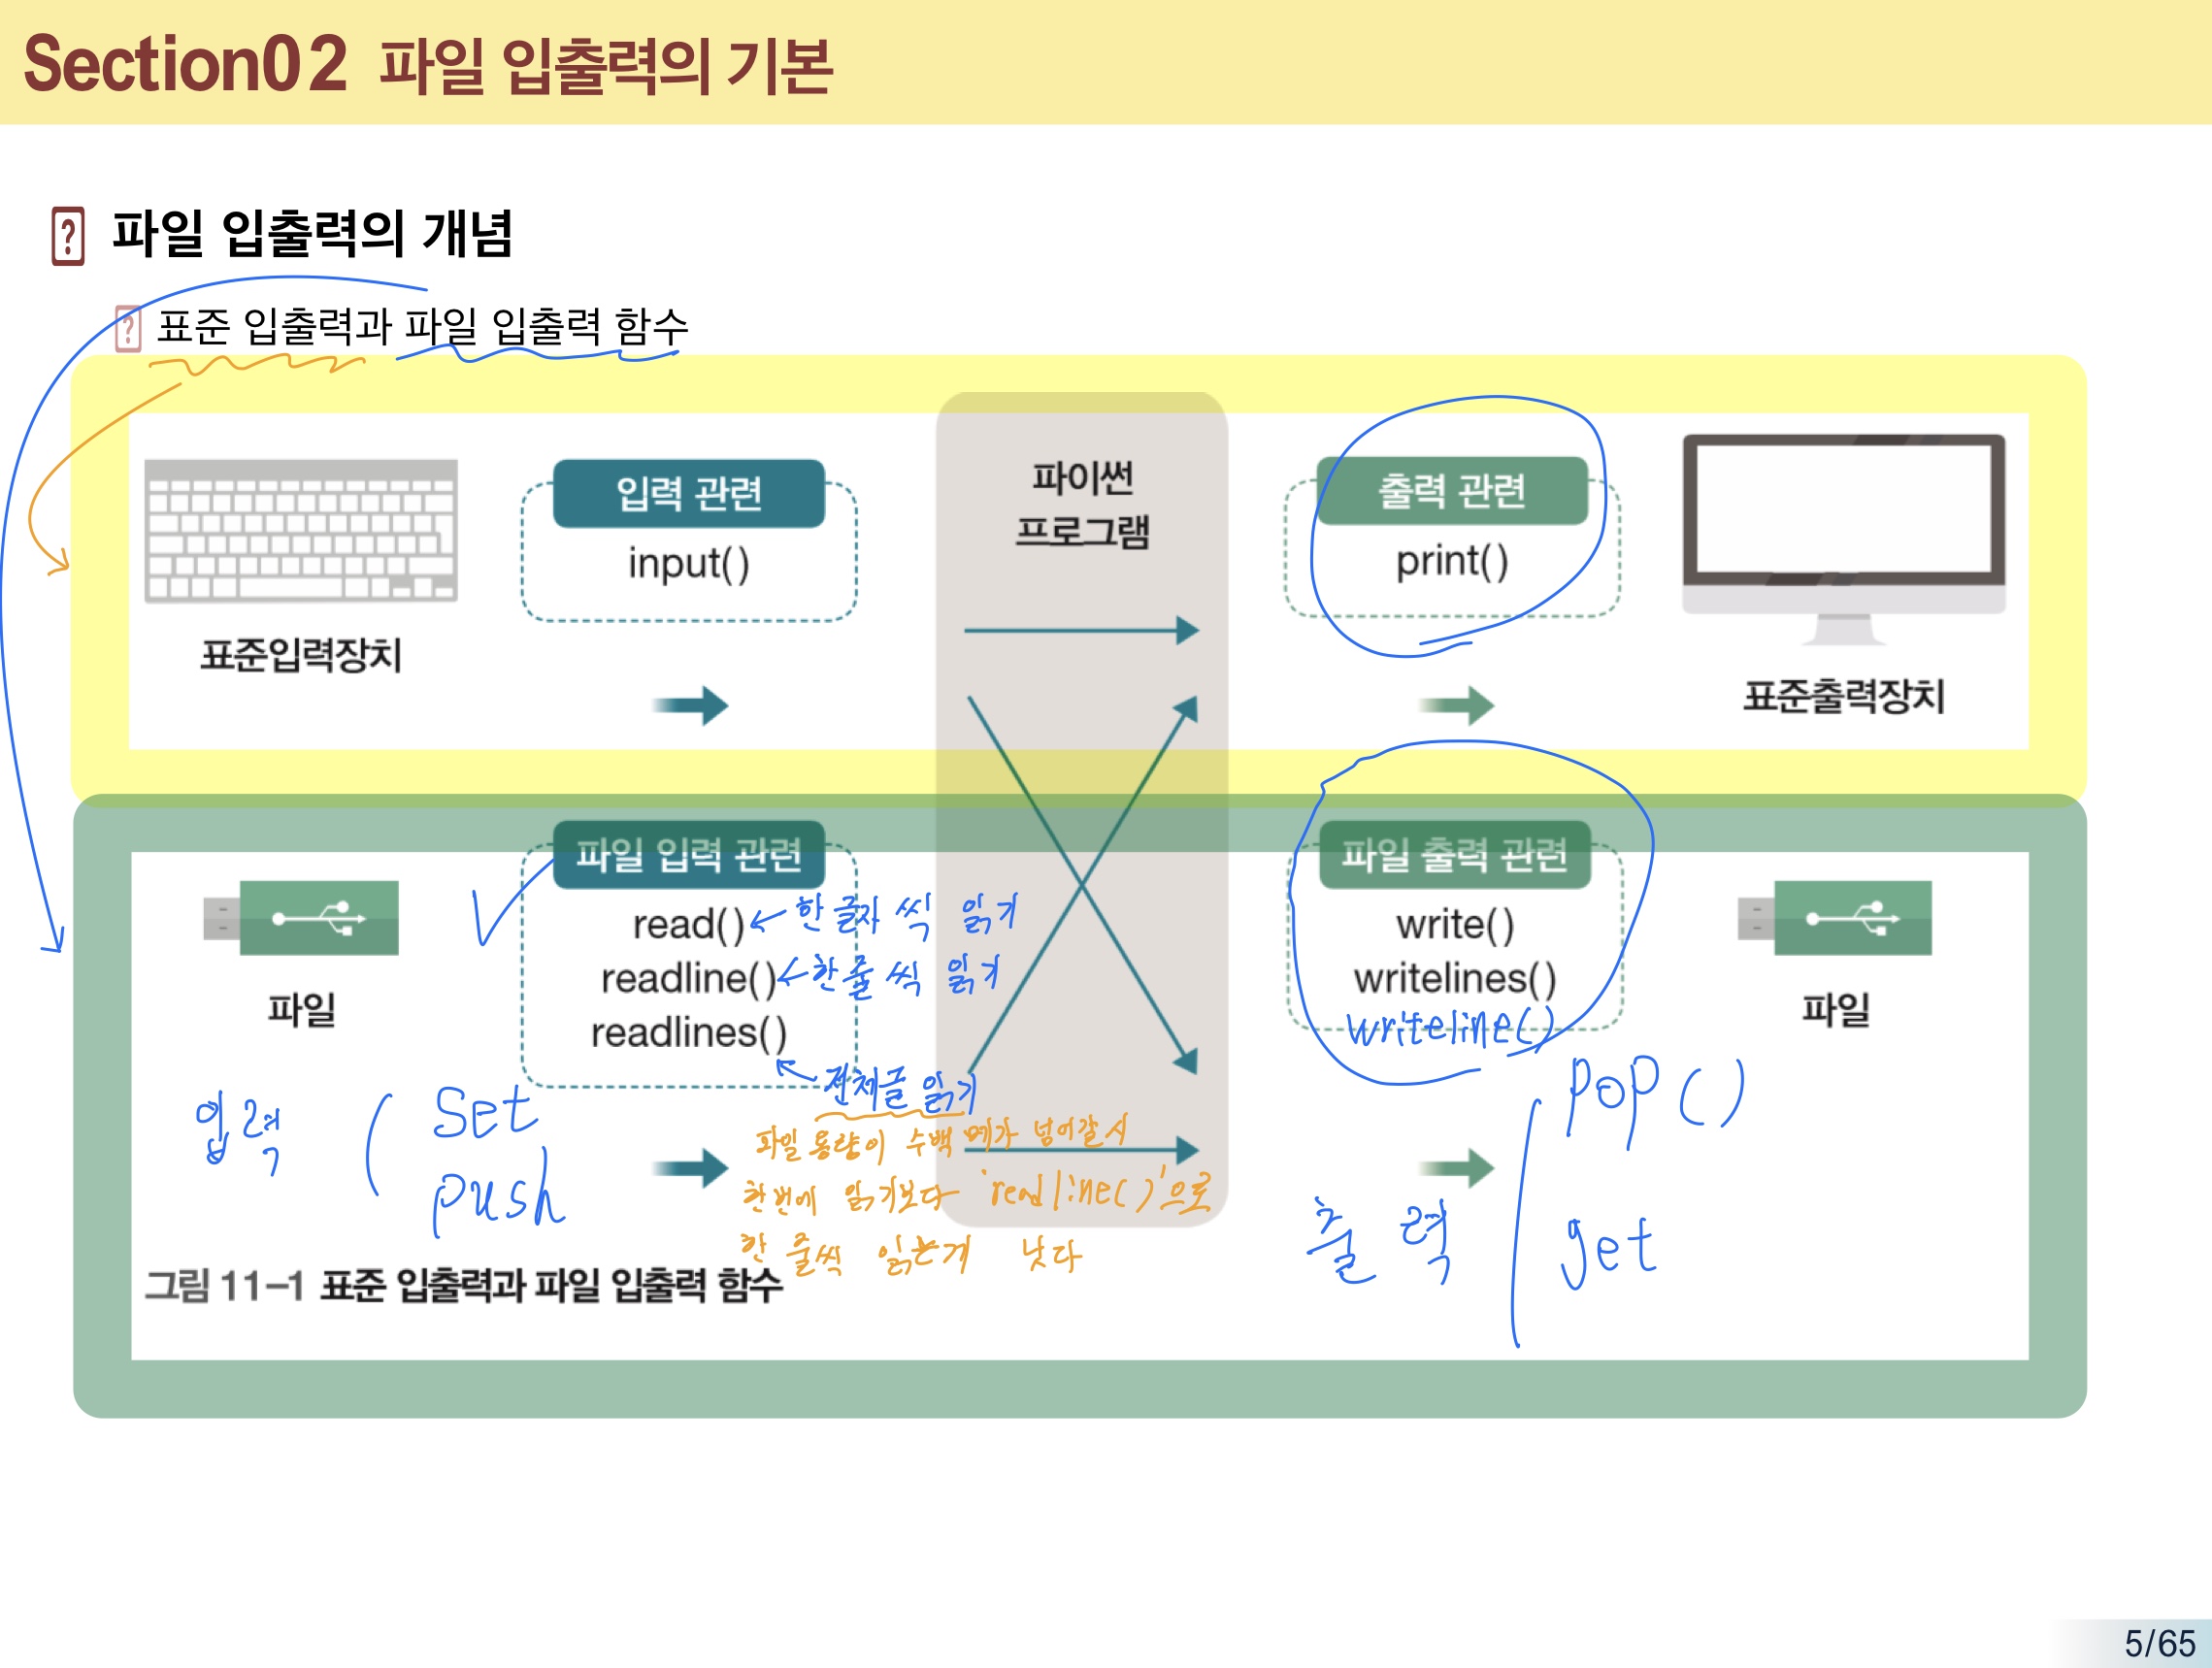 Section02 파일 입출력의 기본
파일 입출력의 개념
표준 입출력과 파일 입출력 함수
입력 관련
input()
표준입력장치
파이썬
프로그램
출력 관련
print()
표준출력장치
파일 입력 관련
read() ← 한 글자 씩 읽기
readline() ← 한 줄 씩 읽기
readlines()
← 전체를 읽기
파일
파일 출력 관련
write()
writelines()
writeline()
파일
입력 ( set
push
파일 용량이 수백 메가 넘어갈시
한번에 읽기보다 'readline()'으로
한 줄씩 읽는게 낫다
출력
pop()
get
그림 11-1 표준 입출력과 파일 입출력 함수
5/65